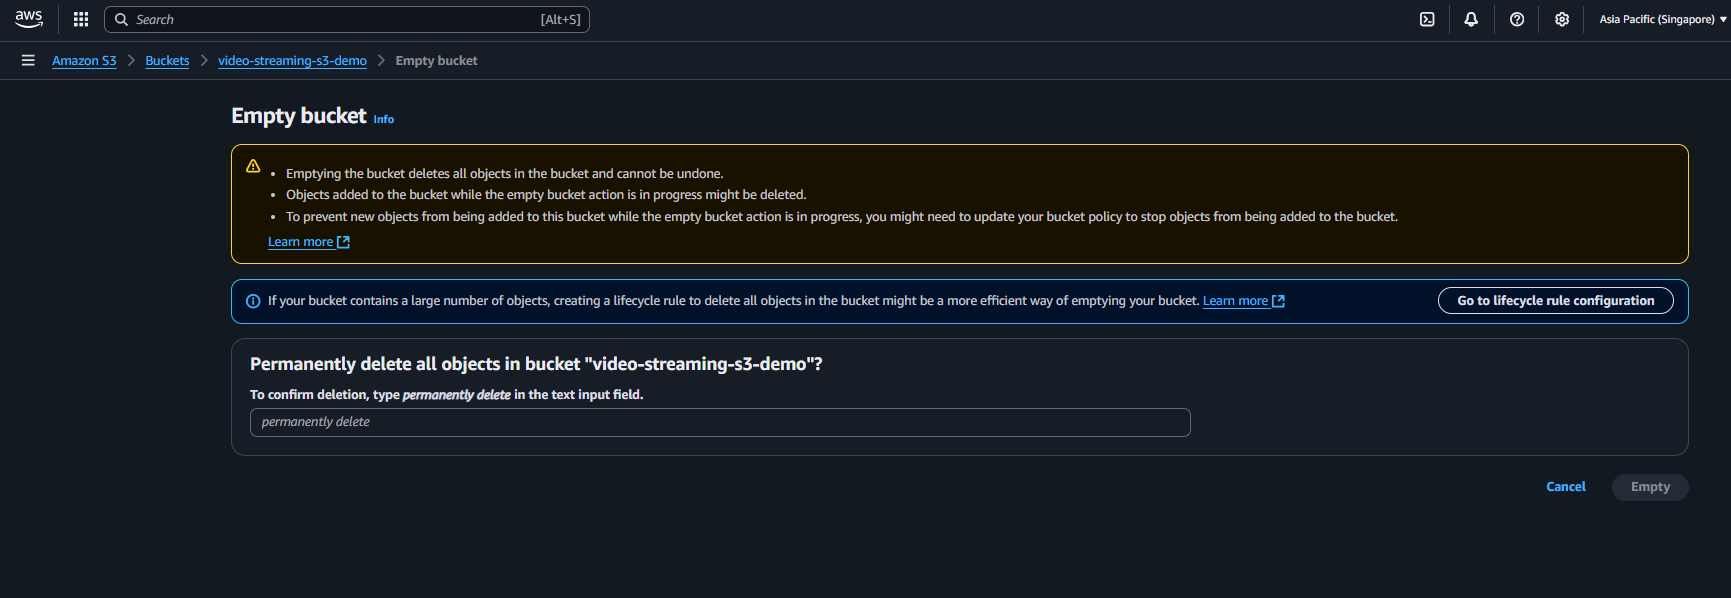 aws
Search [Alt+S]
Asia Pacific (Singapore)
Amazon S3 > Buckets > video-streaming-s3-demo > Empty bucket
Empty bucket Info
• Emptying the bucket deletes all objects in the bucket and cannot be undone.
• Objects added to the bucket while the empty bucket action is in progress might be deleted.
• To prevent new objects from being added to this bucket while the empty bucket action is in progress, you might need to update your bucket policy to stop objects from being added to the bucket.
Learn more
If your bucket contains a large number of objects, creating a lifecycle rule to delete all objects in the bucket might be a more efficient way of emptying your bucket. Learn more
Go to lifecycle rule configuration
Permanently delete all objects in bucket "video-streaming-s3-demo"?
To confirm deletion, type permanently delete in the text input field.
permanently delete
Cancel
Empty